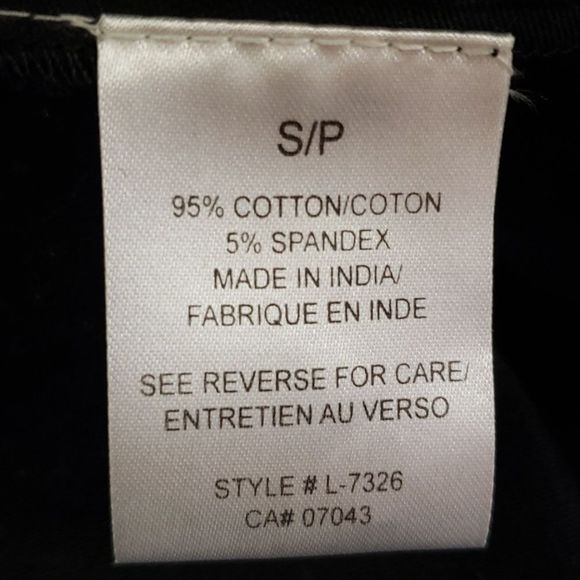 S/P
95% COTTON/COTON
5% SPANDEX
MADE IN INDIA/
FABRIQUE EN INDE
SEE REVERSE FOR CARE/
ENTRETIEN AU VERSO
STYLE # L-7326
CA# 07043